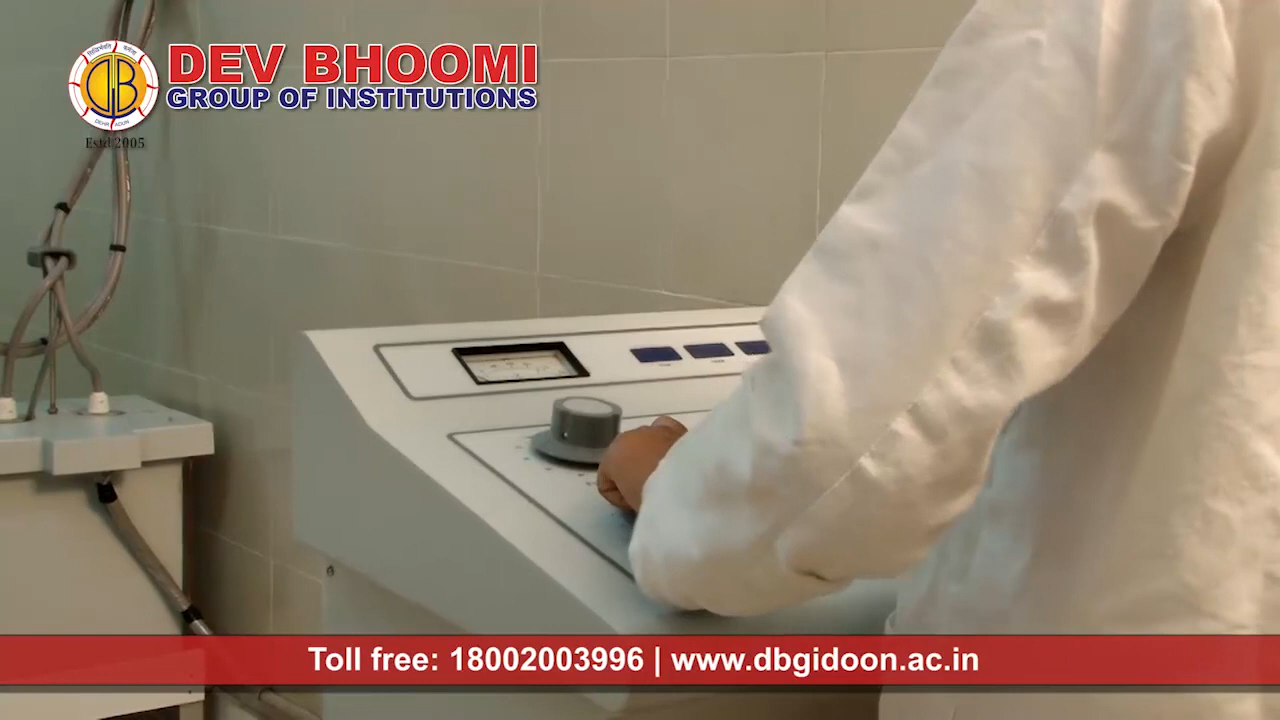 DEV BHOOMI
GROUP OF INSTITUTIONS
Estd 2005
Toll free: 18002003996 | www.dbgidoon.ac.in